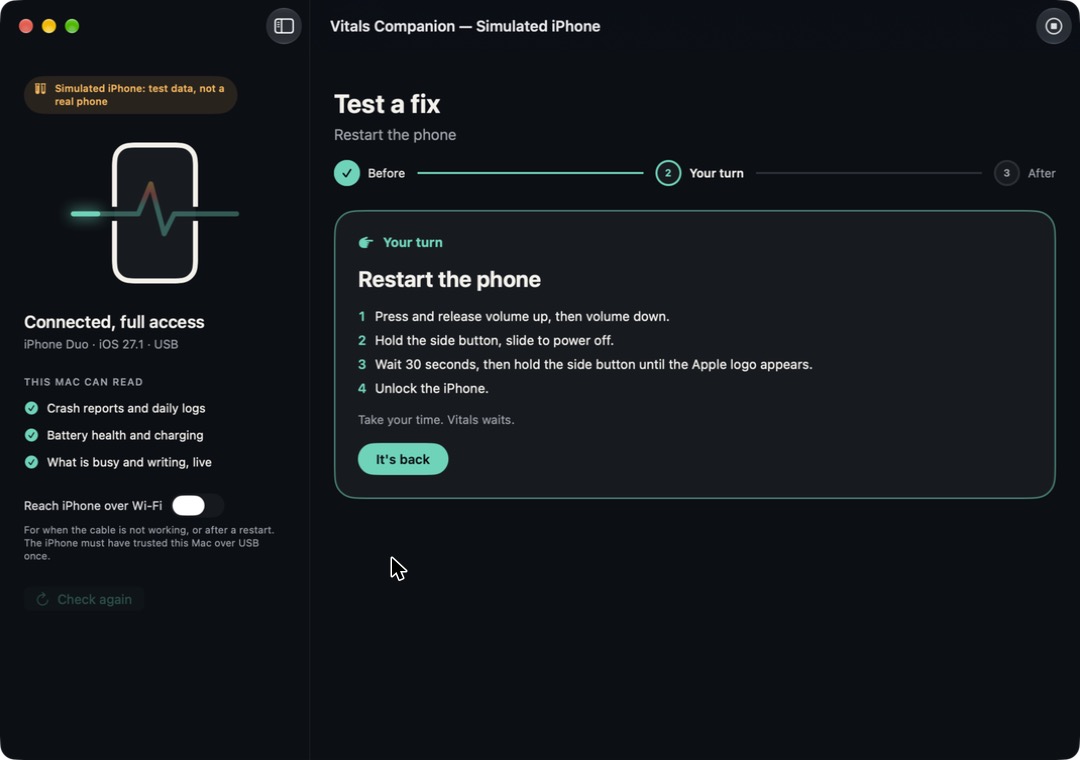 Vitals Companion — Simulated iPhone
Simulated iPhone: test data, not a
real phone
Connected, full access
iPhone Duo · iOS 27.1 · USB
THIS MAC CAN READ
Crash reports and daily logs
Battery health and charging
What is busy and writing, live
Reach iPhone over Wi-Fi
For when the cable is not working, or after a restart.
The iPhone must have trusted this Mac over USB
once.
Check again
Test a fix
Restart the phone
Before
2 Your turn
3 After
Your turn
Restart the phone
1 Press and release volume up, then volume down.
2 Hold the side button, slide to power off.
3 Wait 30 seconds, then hold the side button until the Apple logo appears.
4 Unlock the iPhone.
Take your time. Vitals waits.
It's back